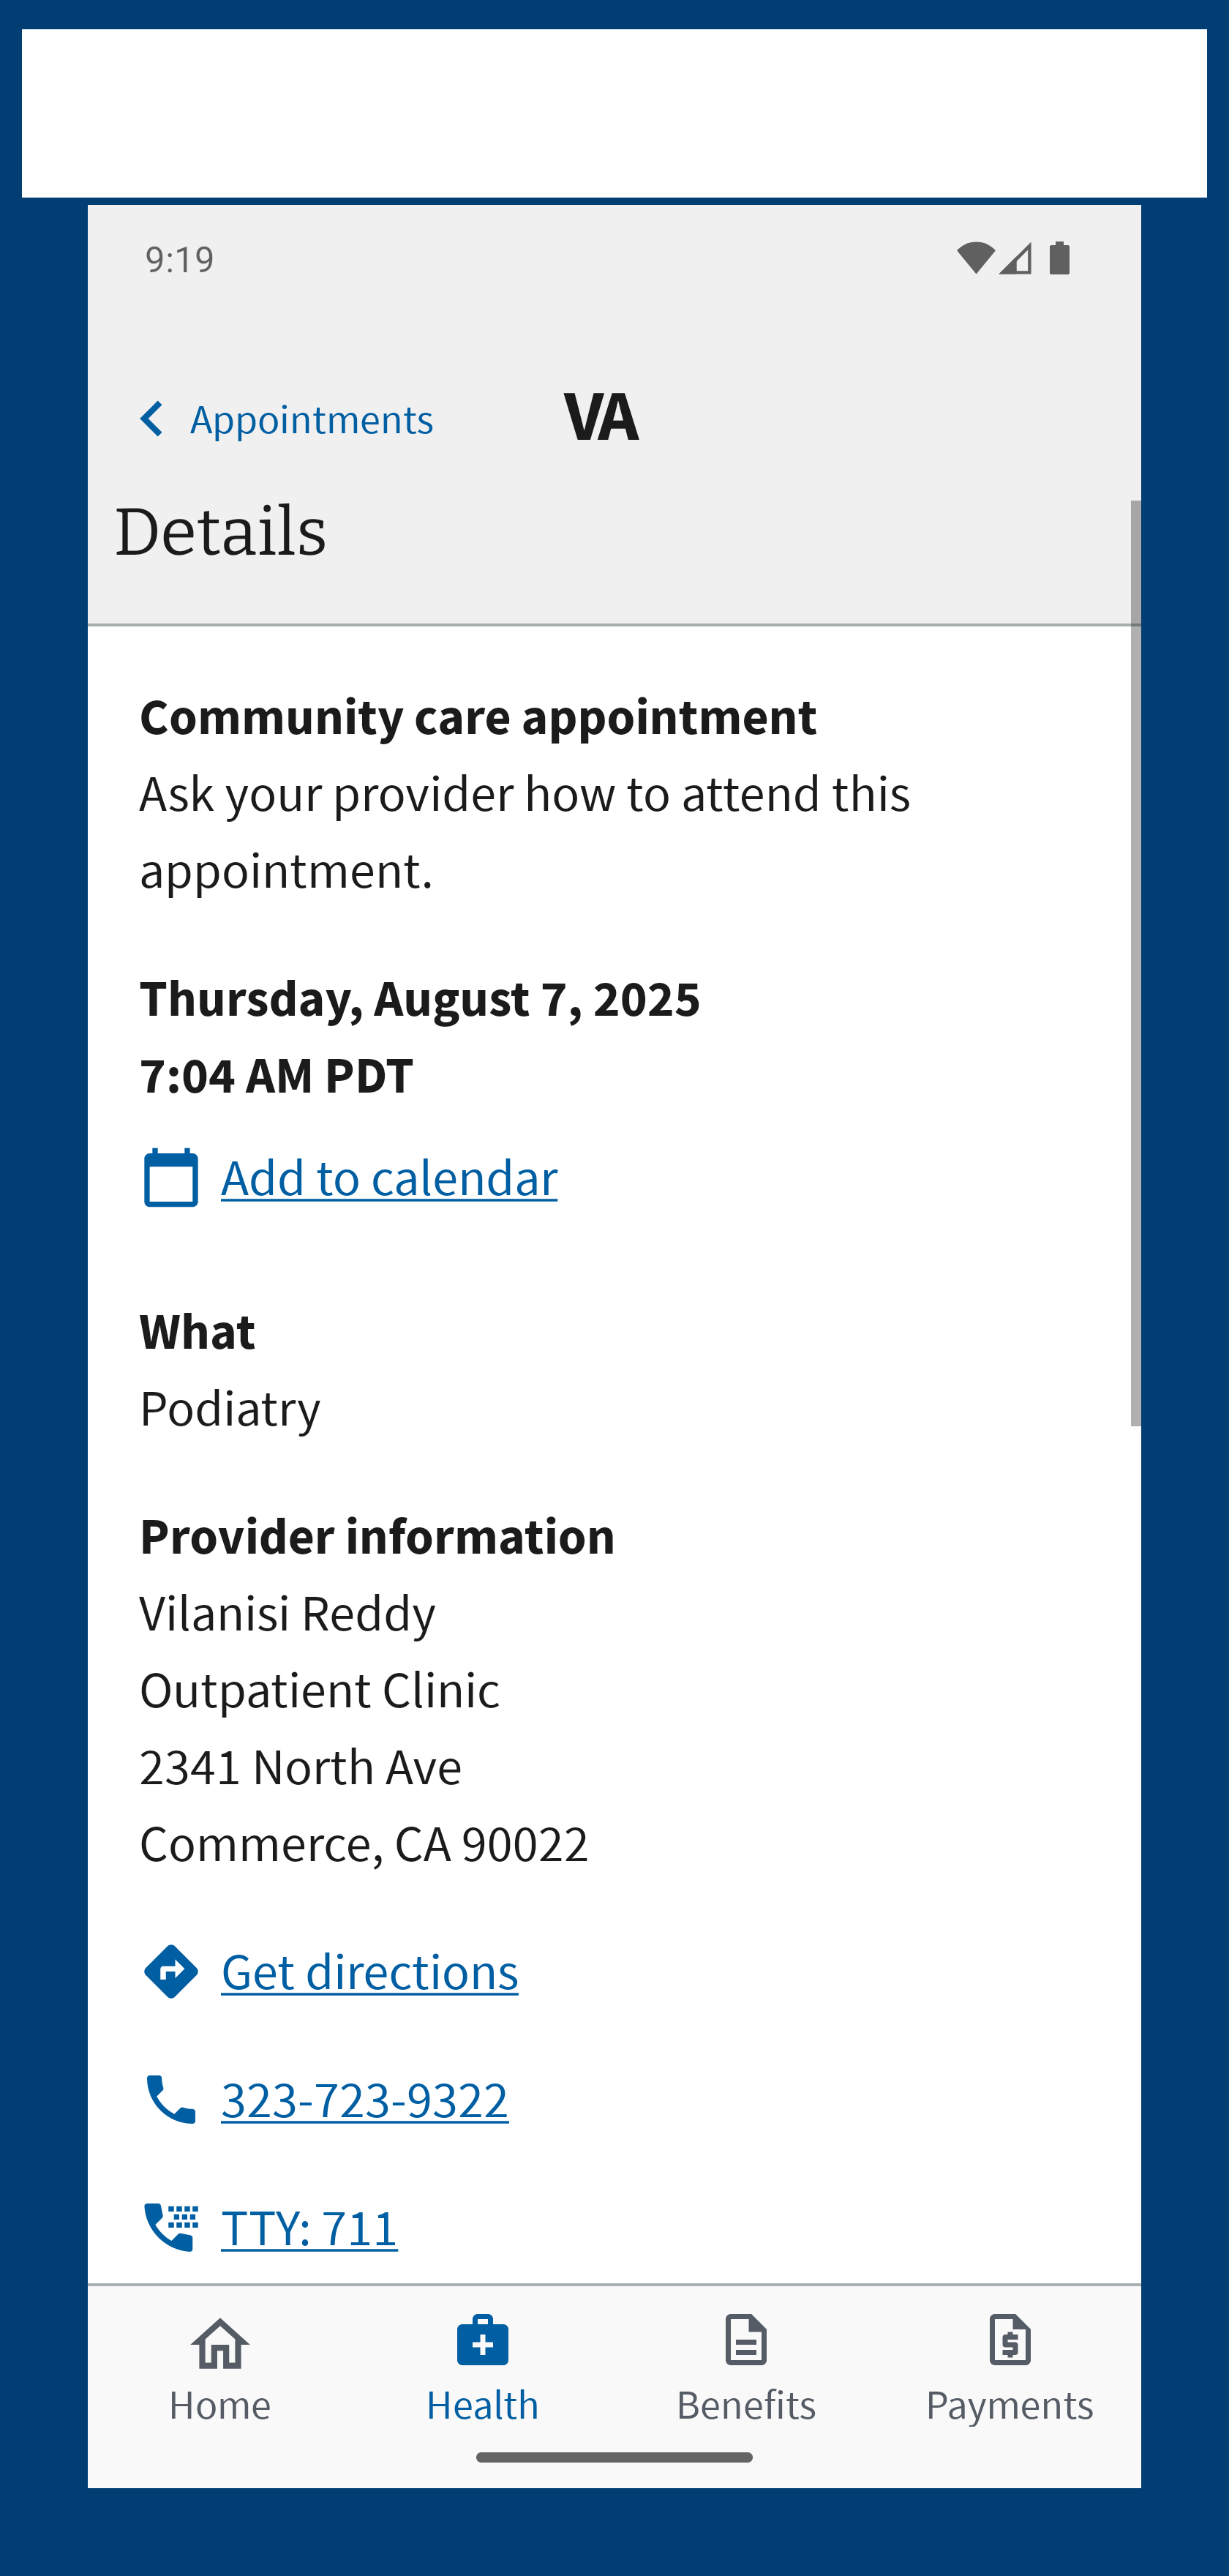 9:19
Appointments
VA
Details
Community care appointment
Ask your provider how to attend this
appointment.
Thursday, August 7, 2025
7:04 AM PDT
Add to calendar
What
Podiatry
Provider information
Vilanisi Reddy
Outpatient Clinic
2341 North Ave
Commerce, CA 90022
Get directions
323-723-9322
TTY: 711
Home
Health
Benefits
Payments